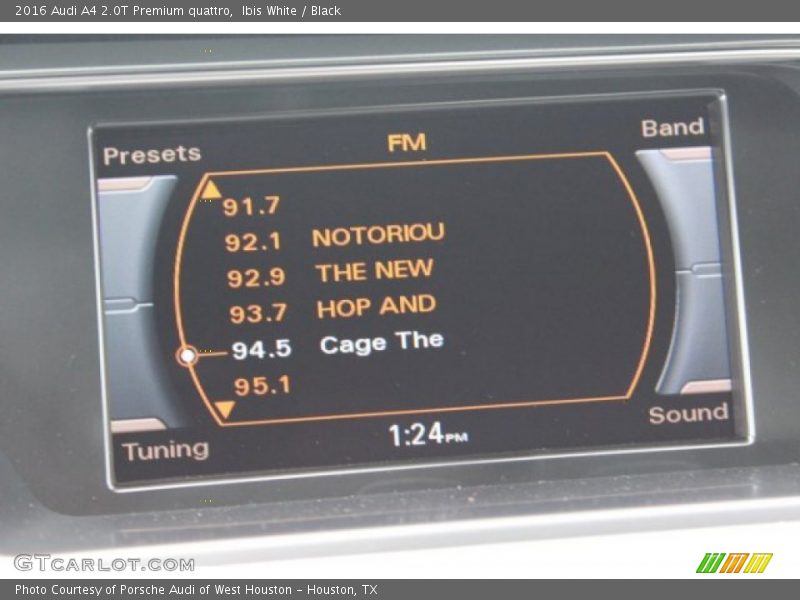 2016 Audi A4 2.0T Premium quattro,  Ibis White / Black
Presets
FM
Band
91.7
92.1 NOTORIOU
92.9 THE NEW
93.7 HOP AND
94.5 Cage The
95.1
Tuning
1:24PM
Sound
GTCARLOT.COM
Photo Courtesy of Porsche Audi of West Houston - Houston, TX